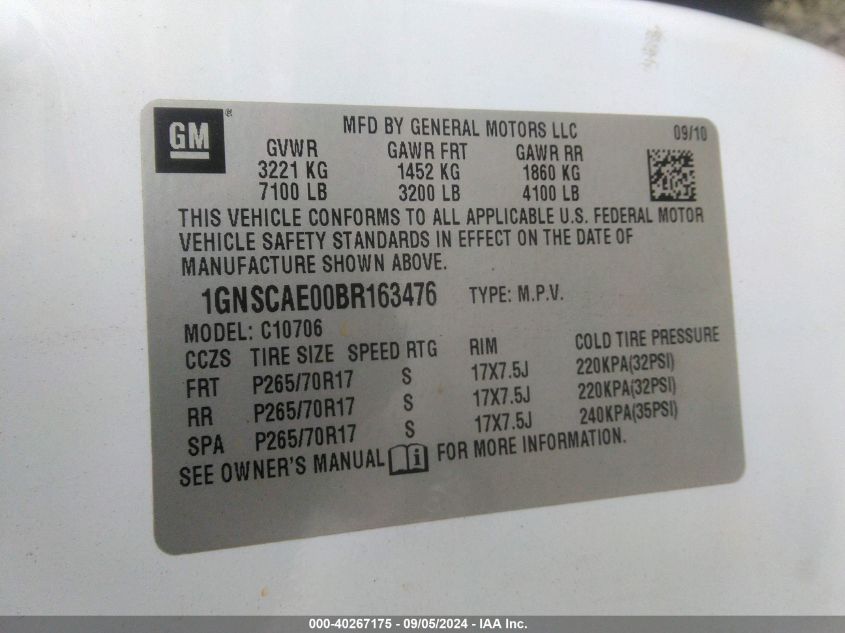 GM®
MFD BY GENERAL MOTORS LLC 09/10
GVWR GAWR FRT GAWR RR
3221 KG 1452 KG 1860 KG
7100 LB 3200 LB 4100 LB
THIS VEHICLE CONFORMS TO ALL APPLICABLE U.S. FEDERAL MOTOR
VEHICLE SAFETY STANDARDS IN EFFECT ON THE DATE OF
MANUFACTURE SHOWN ABOVE.
1GNSCAE00BR163476 TYPE: M.P.V.
MODEL: C10706
CCZS TIRE SIZE SPEED RTG RIM COLD TIRE PRESSURE
FRT P265/70R17 S 17X7.5J 220KPA(32PSI)
RR P265/70R17 S 17X7.5J 220KPA(32PSI)
SPA P265/70R17 S 17X7.5J 240KPA(35PSI)
SEE OWNER'S MANUAL FOR MORE INFORMATION.
000-40267175 - 09/05/2024 - IAA Inc.